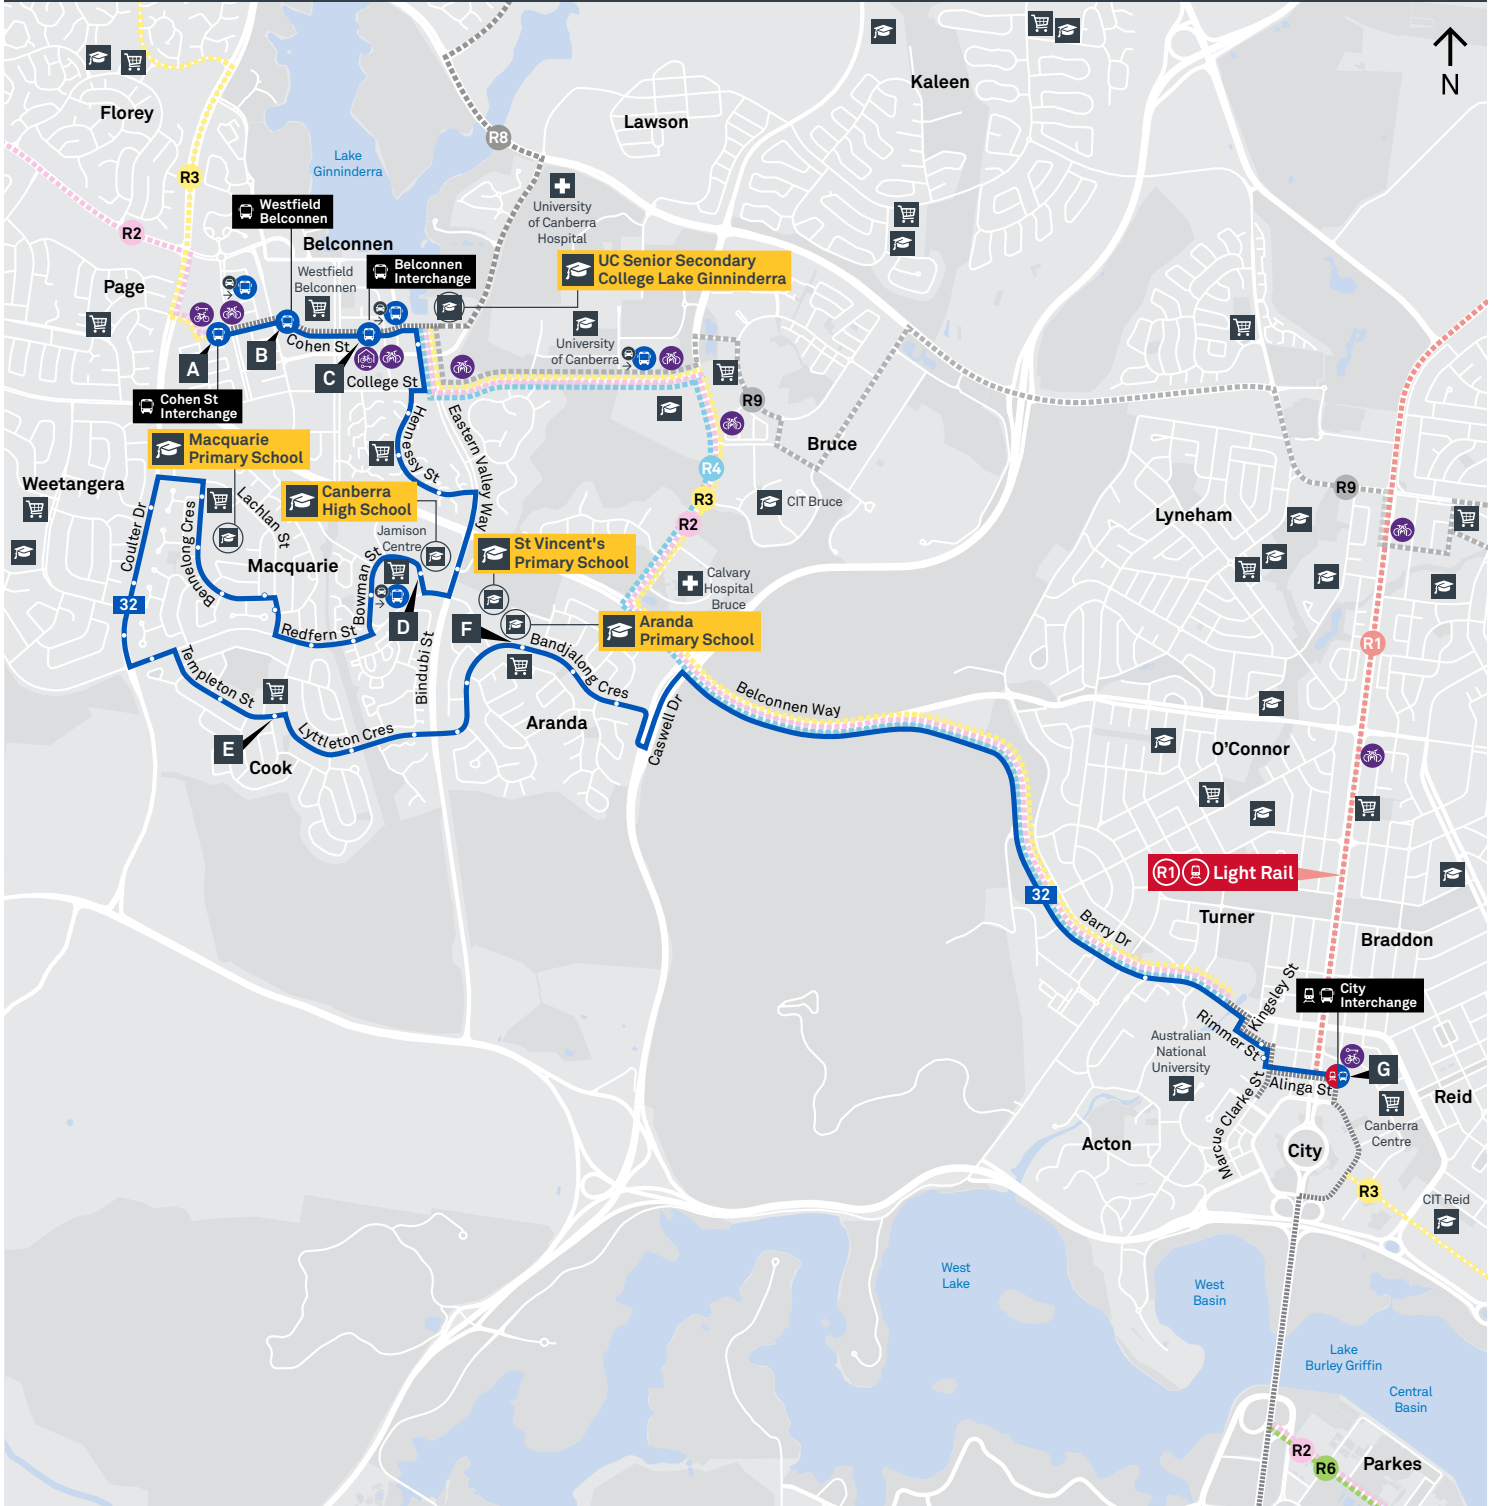 N
Kaleen
Florey
Lawson
R8
Lake
Ginninderra
R3
Westfield
Belconnen
University
of Canberra
Hospital
R2
Belconnen
Belconnen
Interchange
UC Senior Secondary
College Lake Ginninderra
Page
Westfield
Belconnen
University
of Canberra
A
B
C
Cohen St
College St
Cohen St
Interchange
R9
Macquarie
Primary School
Hennessy St
Eastern Valley Way
Bruce
R4
Weetangera
Canberra
High School
R3
CIT Bruce
R9
R2
Lyneham
Coulter Dr
Bennelong Cres
Lachlan St
Jamison
Centre
St Vincent's
Primary School
Macquarie
Bowman St
Calvary
Hospital
Bruce
32
Redfern St
D
F
Aranda
Primary School
R1
Bindubi St
Bandjalong Cres
Templeton St
Belconnen Way
Lyttleton Cres
Aranda
Caswell Dr
E
Cook
O'Connor
R1
Light Rail
32
Turner
Barry Dr
Braddon
Kingsley St
City
Interchange
Rimmer St
Australian
National
University
G
Alinga St
Marcus Clarke St
Reid
Canberra
Centre
Acton
City
R3
CIT Reid
West
Lake
West
Basin
Lake
Burley Griffin
Central
Basin
R2
R6
Parkes